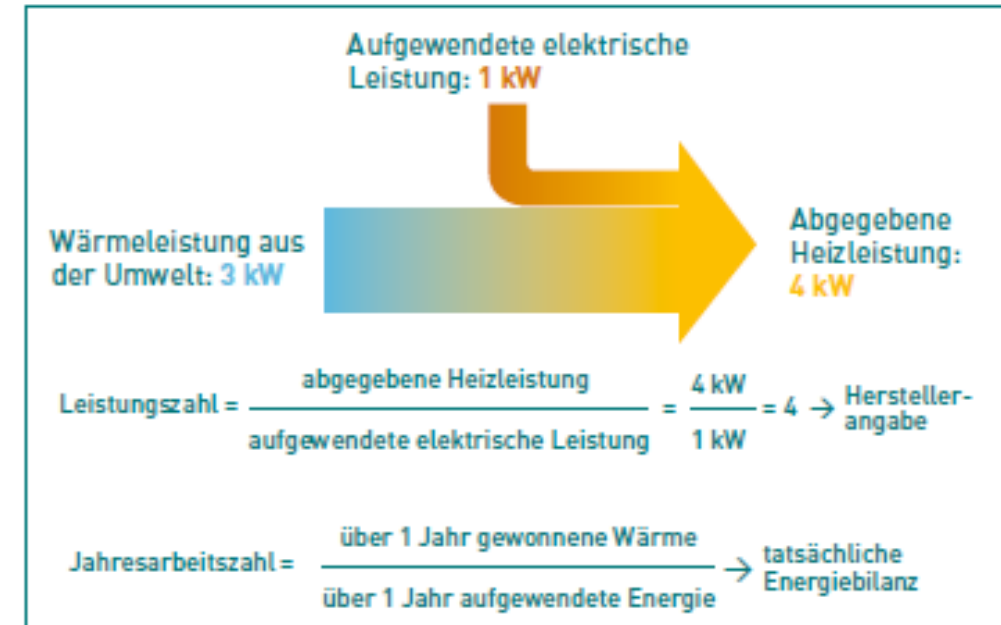 Aufgewendete elektrische
Leistung: 1 kW
Wärmeleistung aus
der Umwelt: 3 kW
Abgegebene
Heizleistung:
4 kW
Leistungszahl = abgegebene Heizleistung / aufgewendete elektrische Leistung = 4 kW / 1 kW = 4 → Hersteller-
angabe
Jahresarbeitszahl = über 1 Jahr gewonnene Wärme / über 1 Jahr aufgewendete Energie → tatsächliche
Energiebilanz